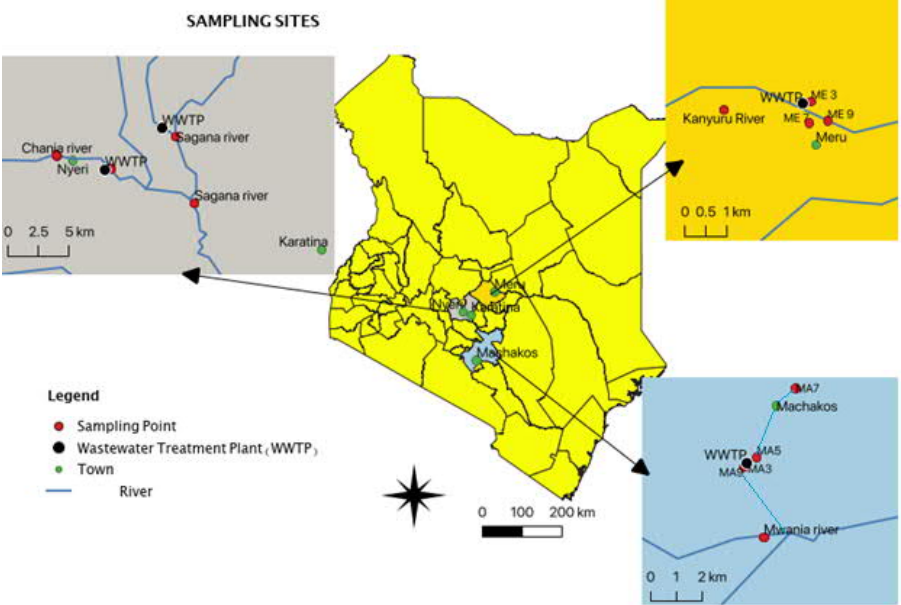 SAMPLING SITES
WWTP
Sagana river
Chania river
Nyeri
WWTP
Sagana river
0 2.5 5 km
Karatina
WWTP
ME 3
Kanyuru River
ME 7
ME 9
Meru
0 0.5 1 km
Meru
Nyeri
Karatina
Machakos
Legend
Sampling Point
Wastewater Treatment Plant (WWTP)
Town
River
0 100 200 km
MA7
Machakos
WWTP
MA5
MA9
MA3
Mwania river
0 1 2 km